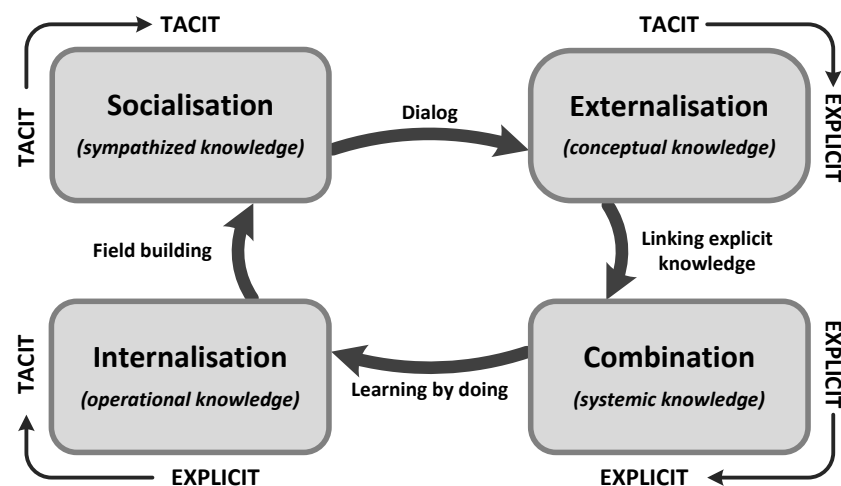 TACIT
TACIT
Socialisation
(sympathized knowledge)
Dialog
TACIT
EXPLICIT
Externalisation
(conceptual knowledge)
Field building
Linking explicit
knowledge
TACIT
EXPLICIT
Internalisation
(operational knowledge)
Learning by doing
Combination
(systemic knowledge)
EXPLICIT
EXPLICIT